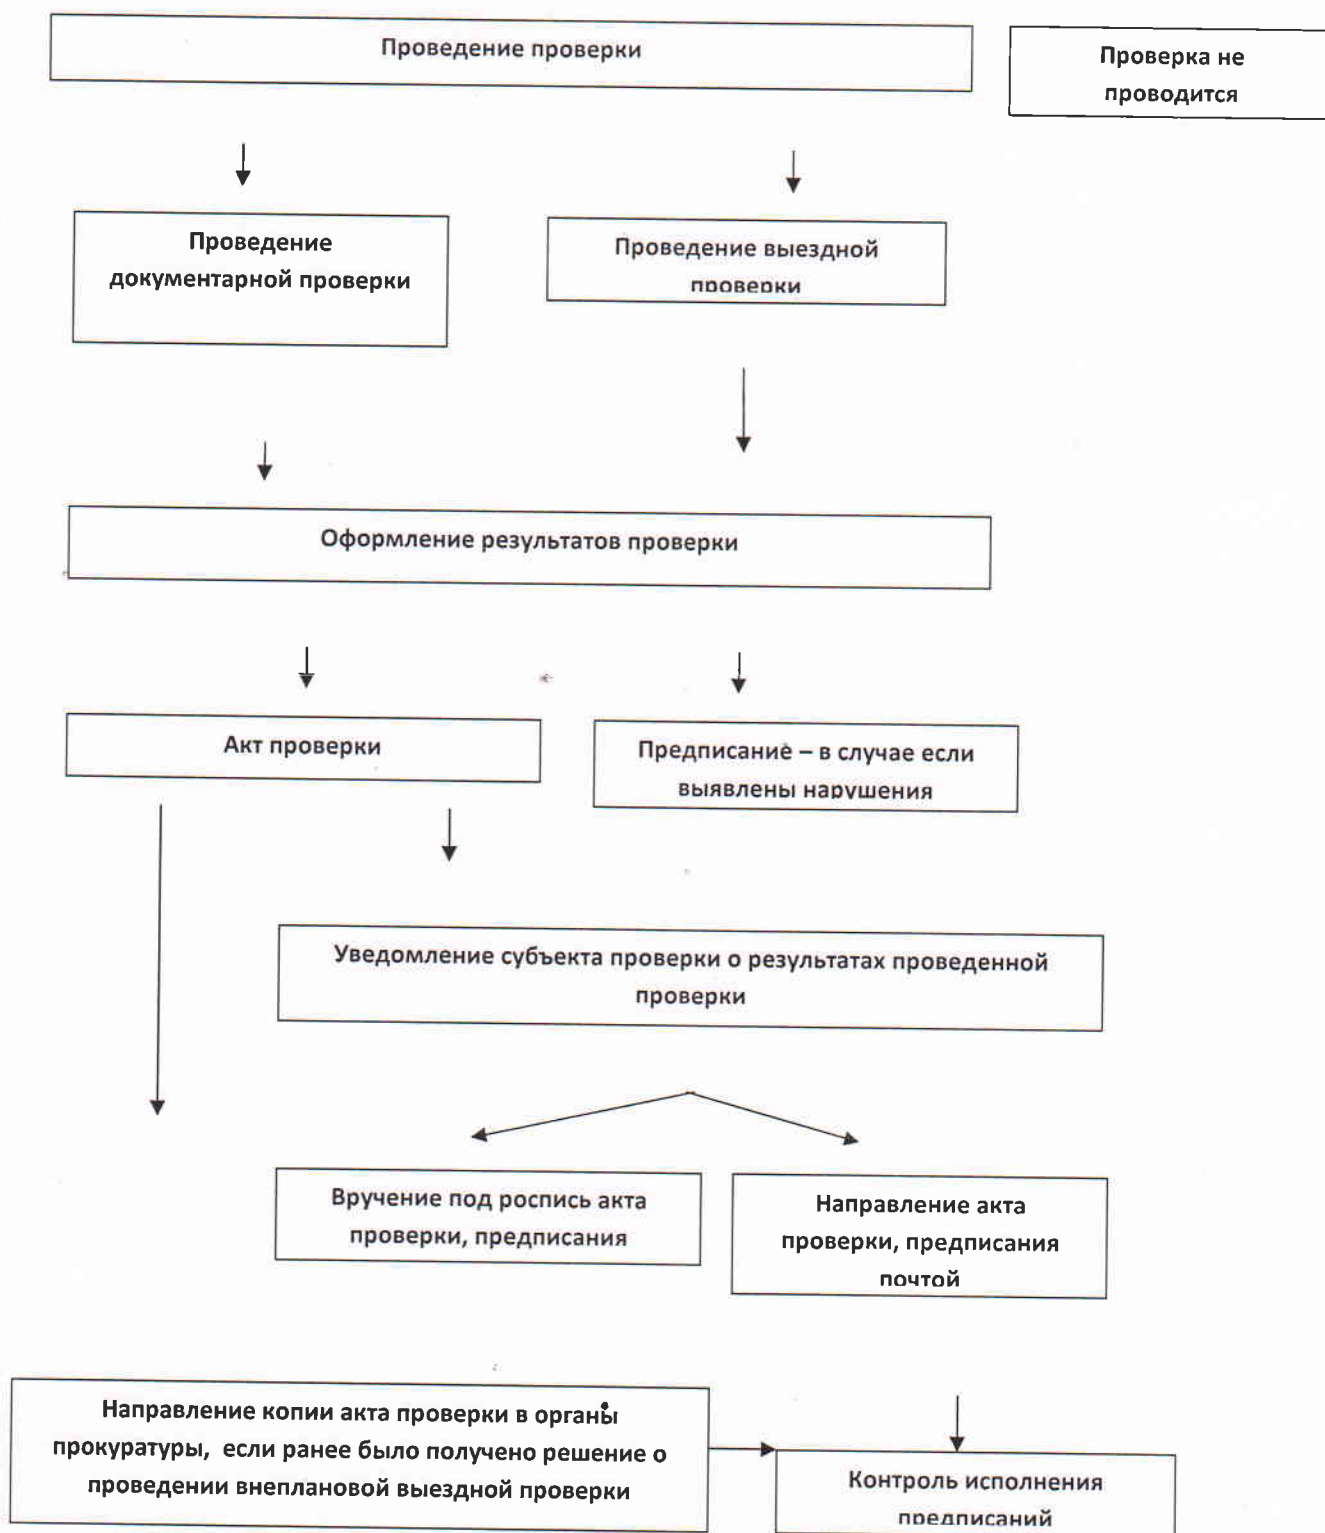 Проведение проверки
Проверка не
проводится
Проведение
документарной проверки
Проведение выездной
проверки
Оформление результатов проверки
Акт проверки
Предписание – в случае если
выявлены нарушения
Уведомление субъекта проверки о результатах проведенной
проверки
Вручение под роспись акта
проверки, предписания
Направление акта
проверки, предписания
почтой
Направление копии акта проверки в органы
прокуратуры, если ранее было получено решение о
проведении внеплановой выездной проверки
Контроль исполнения
предписаний